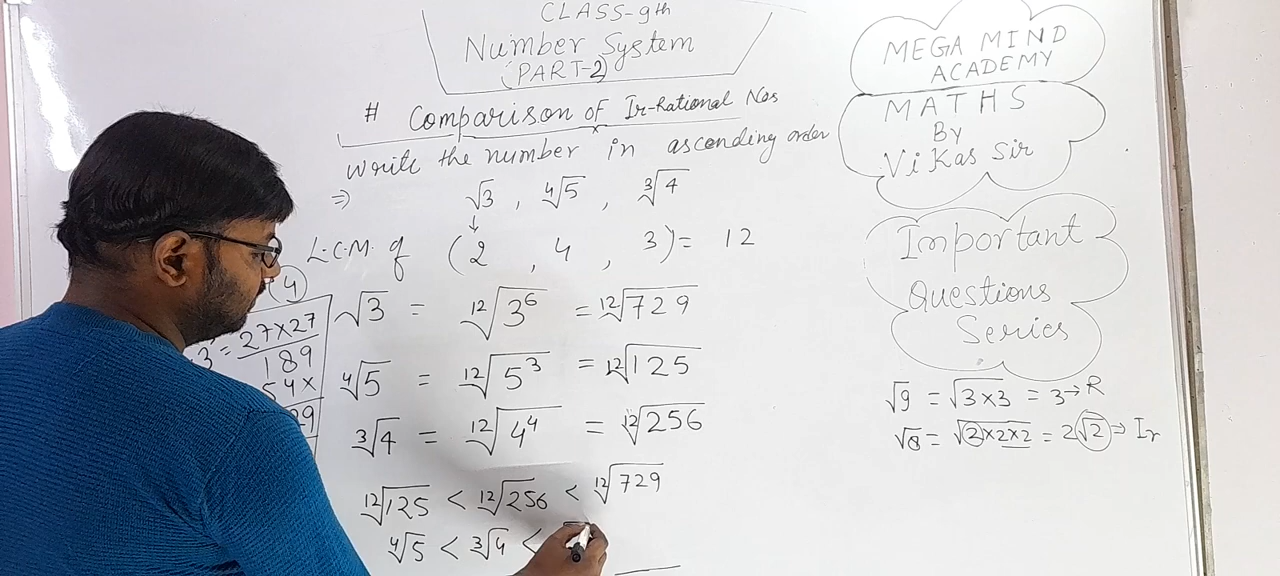 CLASS-9th
Number System
(PART-2)
# Comparison of Ir-Rational Nos
Write the number in ascending order
⇒ √3 , ∜5 , ∛4
L.C.M. of (2 , 4 , 3) = 12
√3 = ¹²√3⁶ = ¹²√729
∜5 = ¹²√5³ = ¹²√125
∛4 = ¹²√4⁴ = ¹²√256
¹²√125 < ¹²√256 < ¹²√729
∜5 < ∛4 <
(4)
3 = 27×27
189
54×
29
MEGA MIND
ACADEMY
MATHS
By
Vikas Sir
Important
Questions
Series
√9 = √3×3 = 3→R
√8 = √2×2×2 = 2√2 → Ir